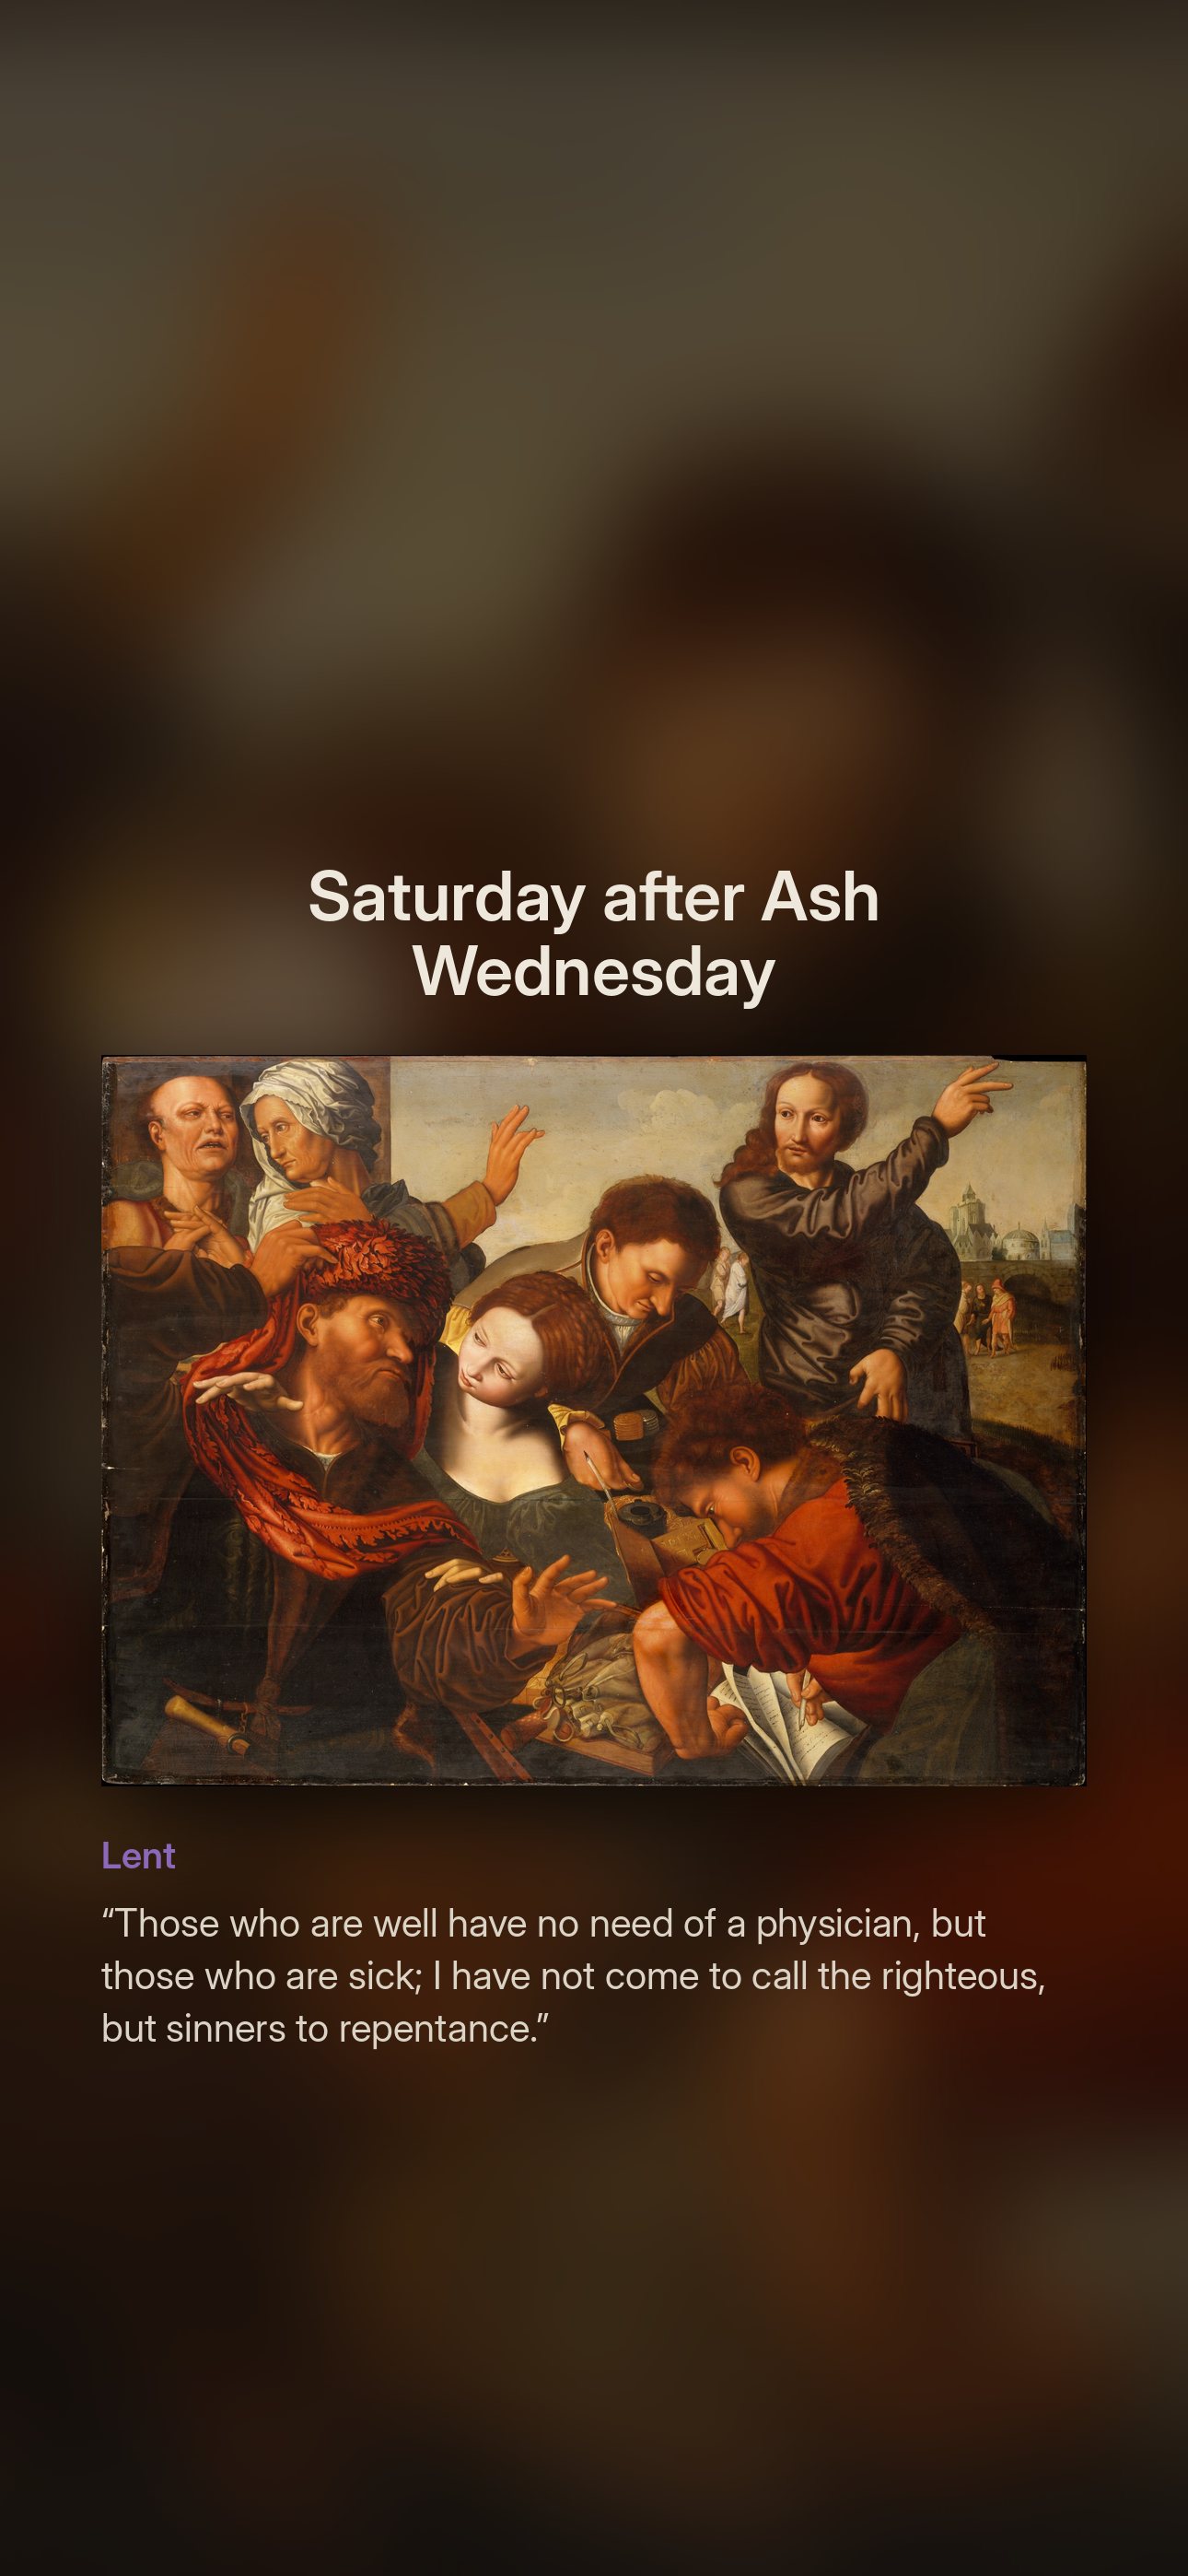 Saturday after Ash
Wednesday
Lent
“Those who are well have no need of a physician, but
those who are sick; I have not come to call the righteous,
but sinners to repentance.”